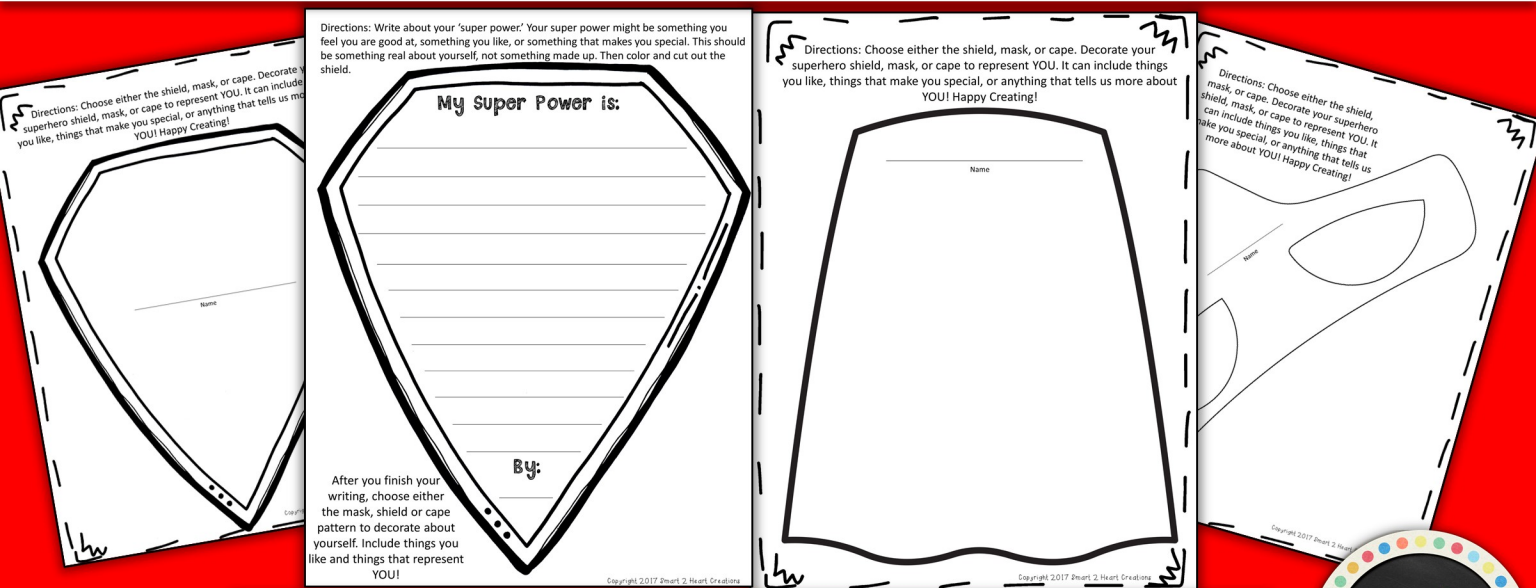 Directions: Choose either the shield, mask, or cape. Decorate y
superhero shield, mask, or cape to represent YOU. It can include
you like, things that make you special, or anything that tells us mo
YOU! Happy Creating!
Name
Directions: Write about your ‘super power.’ Your super power might be something you
feel you are good at, something you like, or something that makes you special. This should
be something real about yourself, not something made up. Then color and cut out the
shield.
My Super Power is:
By:
After you finish your
writing, choose either
the mask, shield or cape
pattern to decorate about
yourself. Include things you
like and things that represent
YOU!
Copyright 2017 Smart 2 Heart Creations
Directions: Choose either the shield, mask, or cape. Decorate your
superhero shield, mask, or cape to represent YOU. It can include things
you like, things that make you special, or anything that tells us more about
YOU! Happy Creating!
Name
Copyright 2017 Smart 2 Heart Creations
Directions: Choose either the shield,
mask, or cape. Decorate your superhero
shield, mask, or cape to represent YOU. It
can include things you like, things that
make you special, or anything that tells us
more about YOU! Happy Creating!
Name
Copyright 2017 Smart 2 Heart